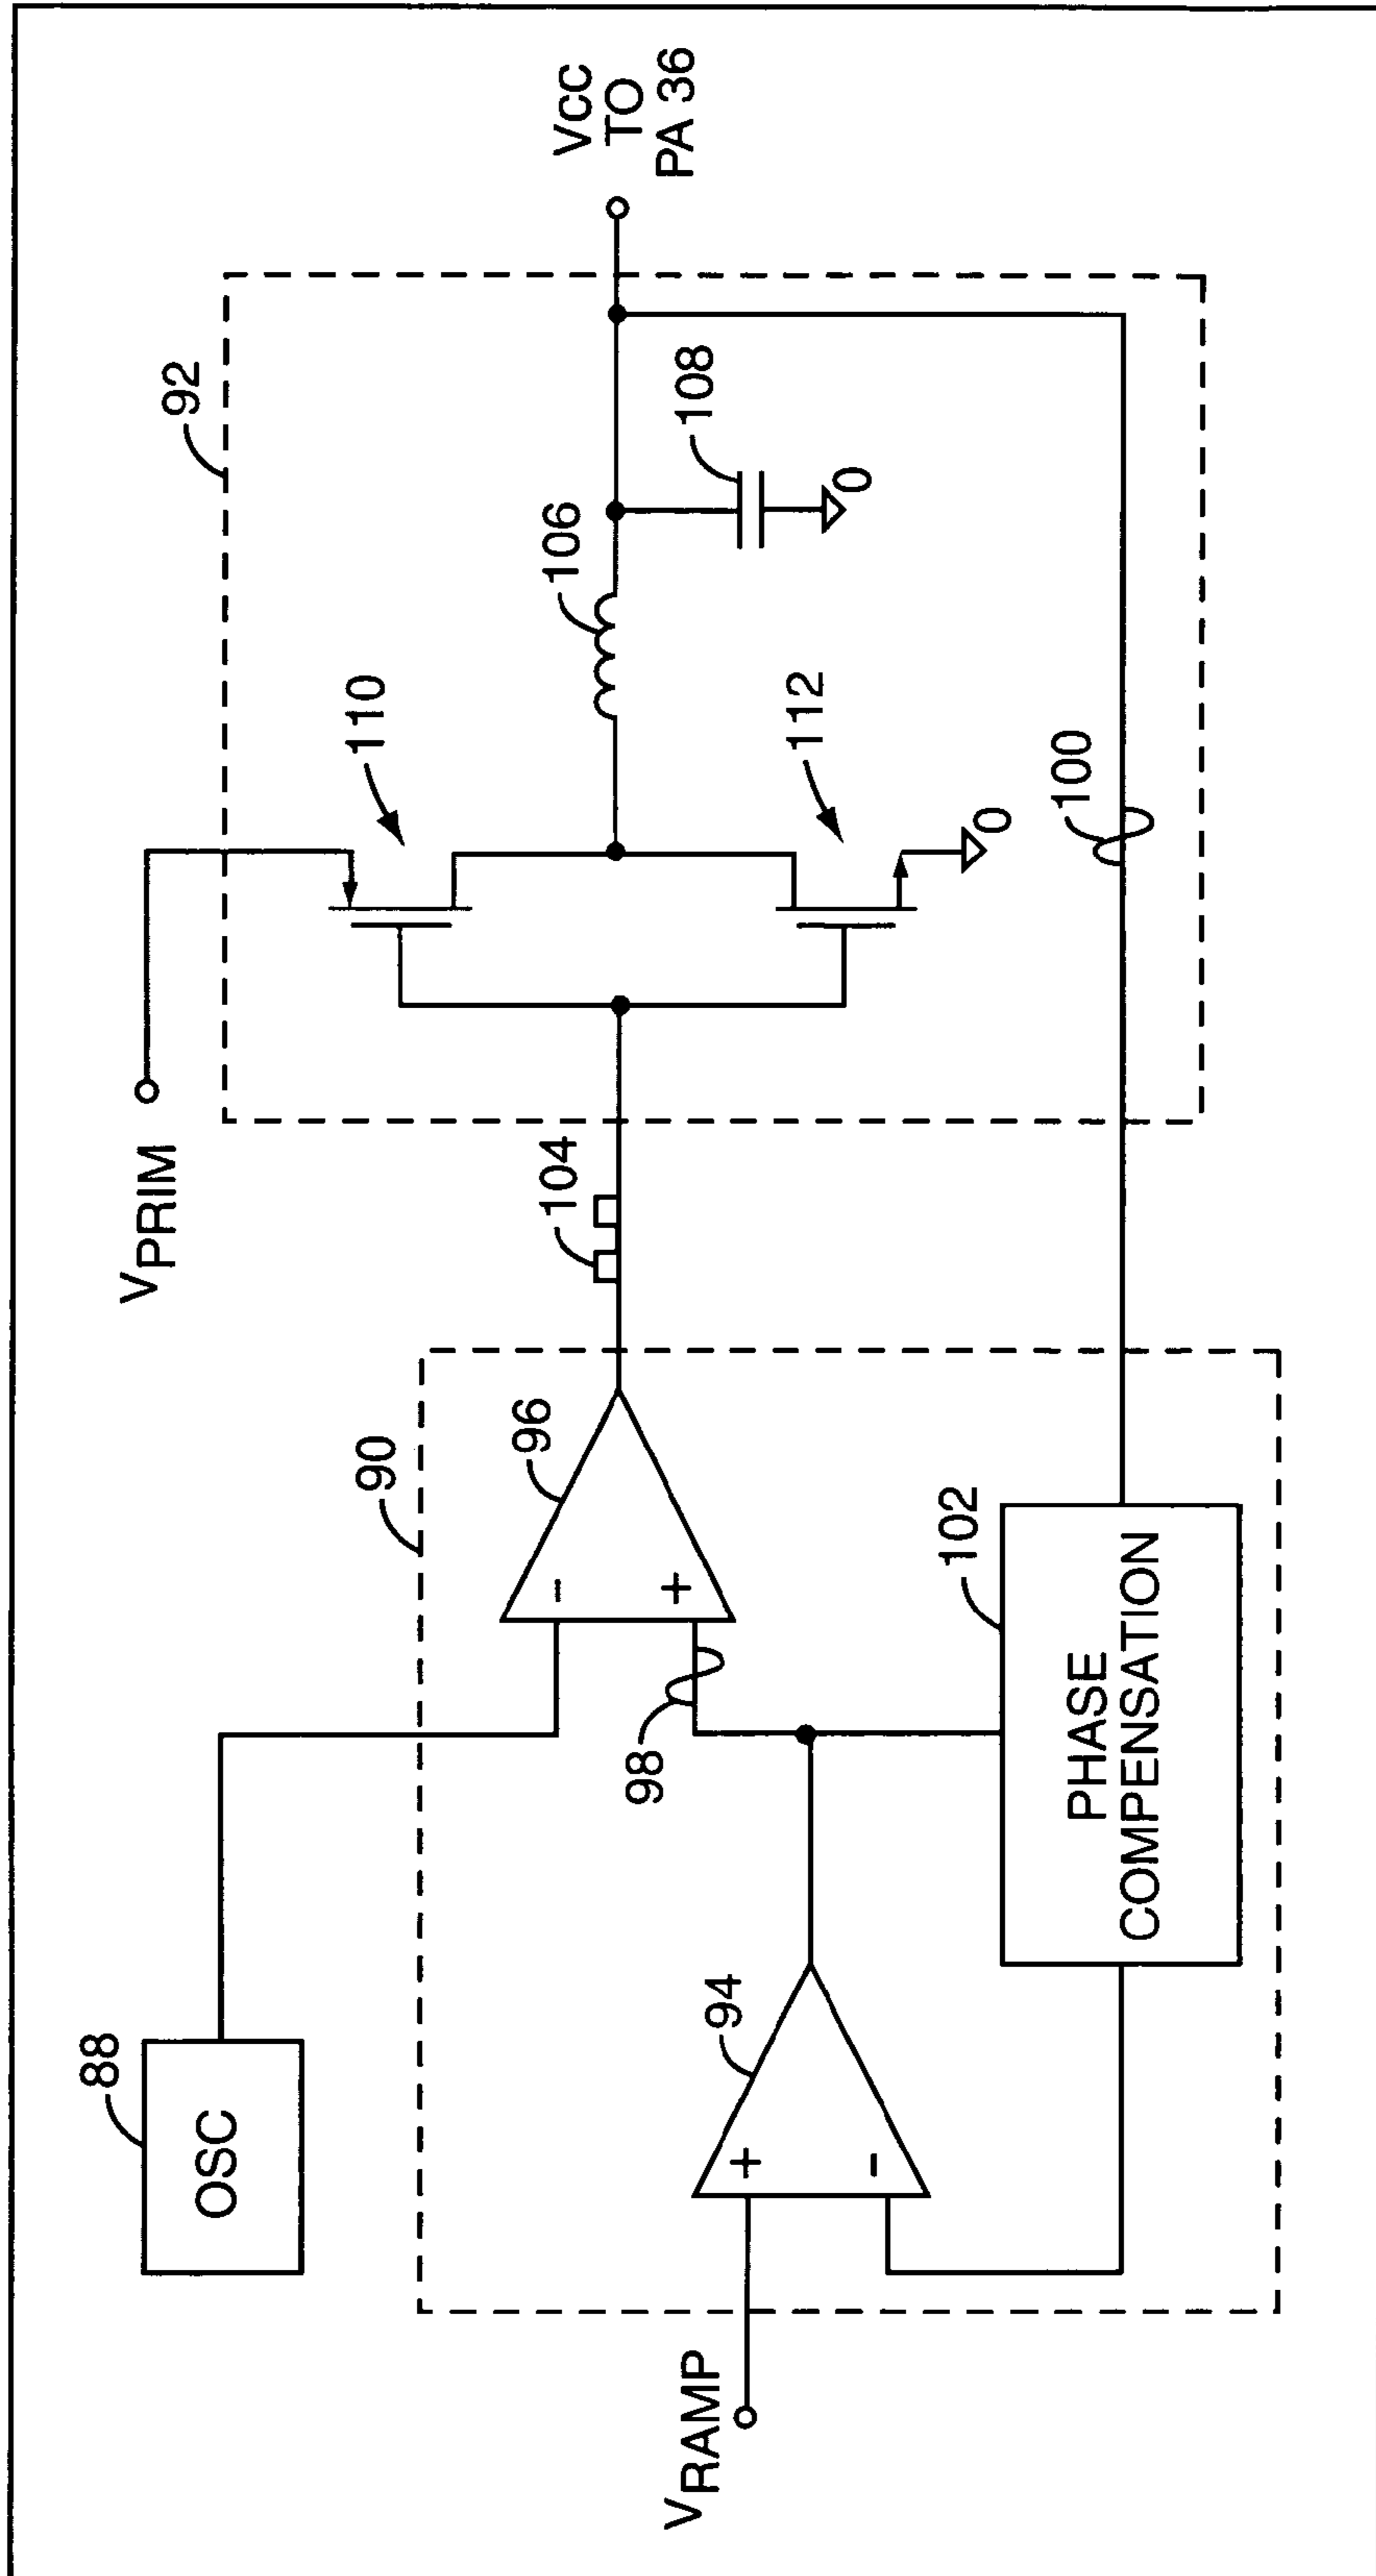 88
OSC
VRAMP
90
94
+
-
96
-
+
98
102
PHASE
COMPENSATION
VPRIM
104
92
110
112
106
108
0
0
100
VCC
TO
PA 36